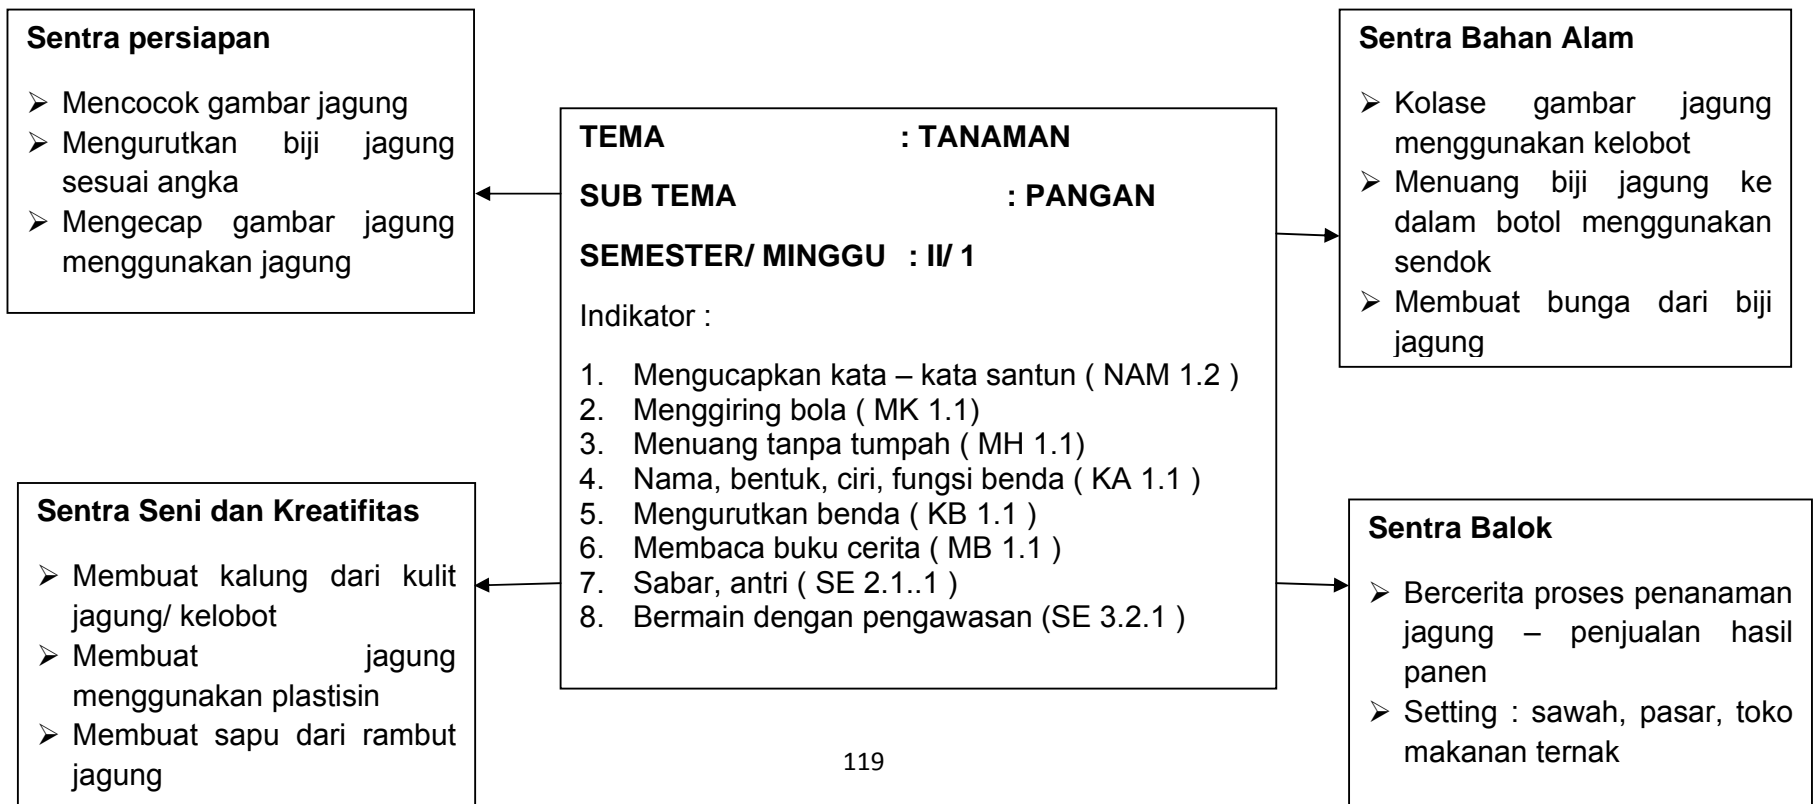 Sentra persiapan
➢ Mencocok gambar jagung
➢ Mengurutkan biji jagung
sesuai angka
➢ Mengecap gambar jagung
menggunakan jagung
TEMA : TANAMAN
SUB TEMA : PANGAN
SEMESTER/ MINGGU : II/ 1
Indikator :
1. Mengucapkan kata – kata santun ( NAM 1.2 )
2. Menggiring bola ( MK 1.1)
3. Menuang tanpa tumpah ( MH 1.1)
4. Nama, bentuk, ciri, fungsi benda ( KA 1.1 )
5. Mengurutkan benda ( KB 1.1 )
6. Membaca buku cerita ( MB 1.1 )
7. Sabar, antri ( SE 2.1..1 )
8. Bermain dengan pengawasan (SE 3.2.1 )
Sentra Bahan Alam
➢ Kolase gambar jagung
menggunakan kelobot
➢ Menuang biji jagung ke
dalam botol menggunakan
sendok
➢ Membuat bunga dari biji
jagung
Sentra Seni dan Kreatifitas
➢ Membuat kalung dari kulit
jagung/ kelobot
➢ Membuat jagung
menggunakan plastisin
➢ Membuat sapu dari rambut
jagung
Sentra Balok
➢ Bercerita proses penanaman
jagung – penjualan hasil
panen
➢ Setting : sawah, pasar, toko
makanan ternak
119